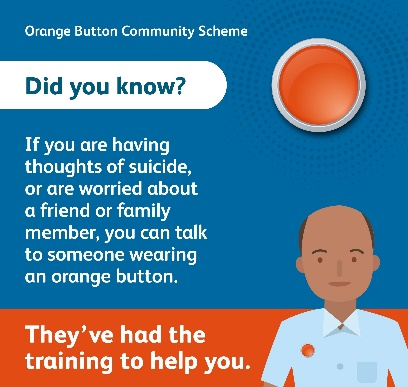 Orange Button Community Scheme
Did you know?
If you are having
thoughts of suicide,
or are worried about
a friend or family
member, you can talk
to someone wearing
an orange button.
They've had the
training to help you.